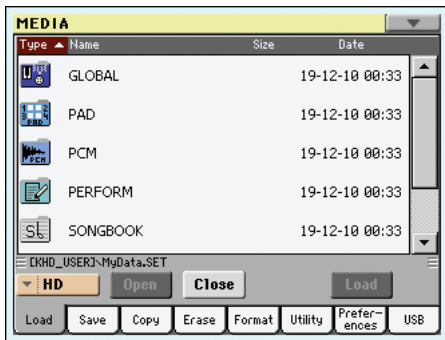 MEDIA
Type Name Size Date
GLOBAL 19-12-10 00:33
PAD 19-12-10 00:33
PCM 19-12-10 00:33
PERFORM 19-12-10 00:33
SONGBOOK 19-12-10 00:33
[KHD_USER]\MyData.SET
HD Open Close Load
Load Save Copy Erase Format Utility Prefer-ences USB